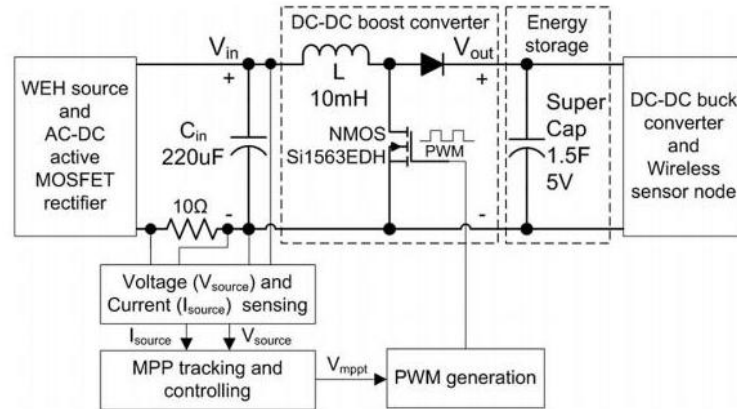 DC-DC boost converter
Energy
storage
V_in
+
V_out
+
WEH source
and
AC-DC
active
MOSFET
rectifier
L
10mH
C_in
220uF
NMOS
Si1563EDH
PWM
Super
Cap
1.5F
5V
DC-DC buck
converter
and
Wireless
sensor node
10Ω
-
-
Voltage (V_source) and
Current (I_source) sensing
I_source
V_source
MPP tracking and
controlling
V_mppt
PWM generation